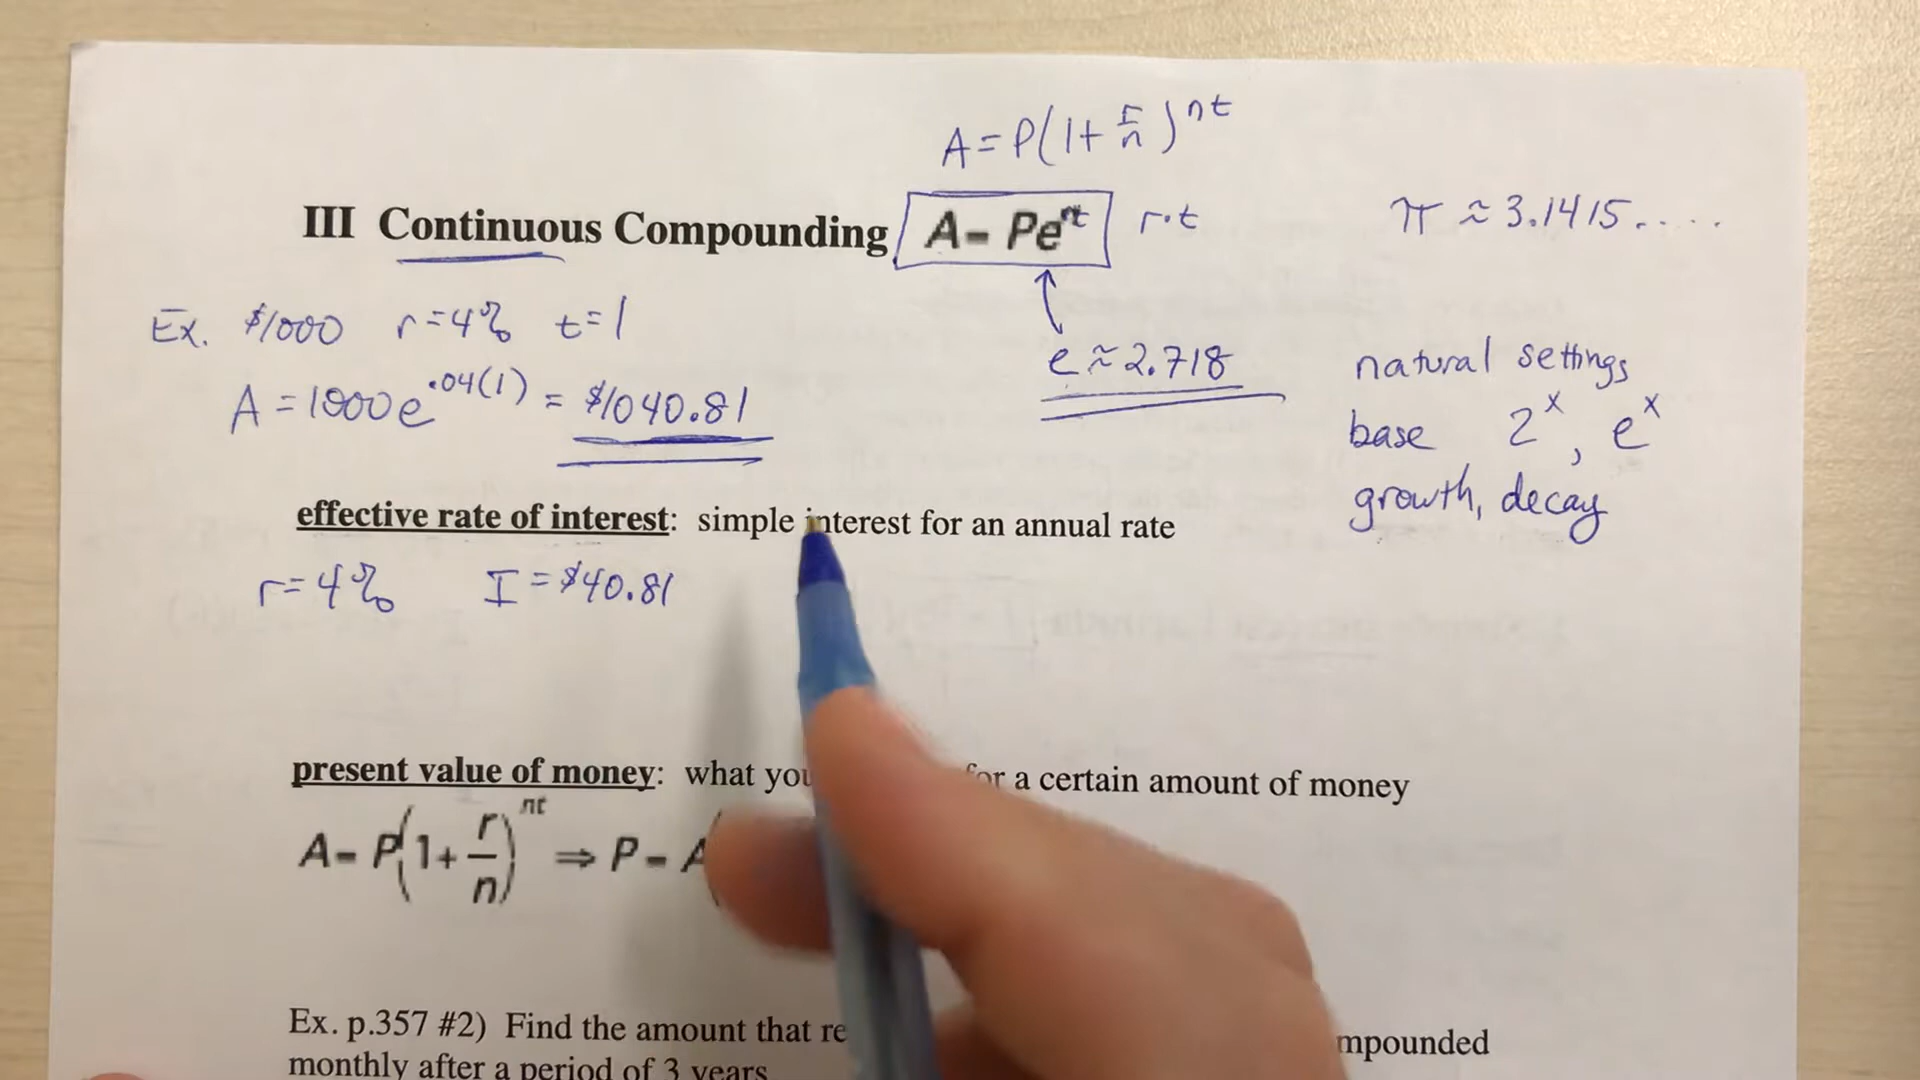 A = P(1 + r/n)^nt
III Continuous Compounding A = Pe^rt r·t
π ≈ 3.1415.....
Ex. $1000 r = 4% t = 1
e ≈ 2.718
A = 1000e^.04(1) = $1040.81
natural settings
base 2^x, e^x
growth, decay
effective rate of interest: simple interest for an annual rate
r = 4% I = $40.81
present value of money: what you for a certain amount of money
A = P(1 + r/n)^nt ⇒ P = A(
Ex. p.357 #2) Find the amount that re mpounded
monthly after a period of 3 years